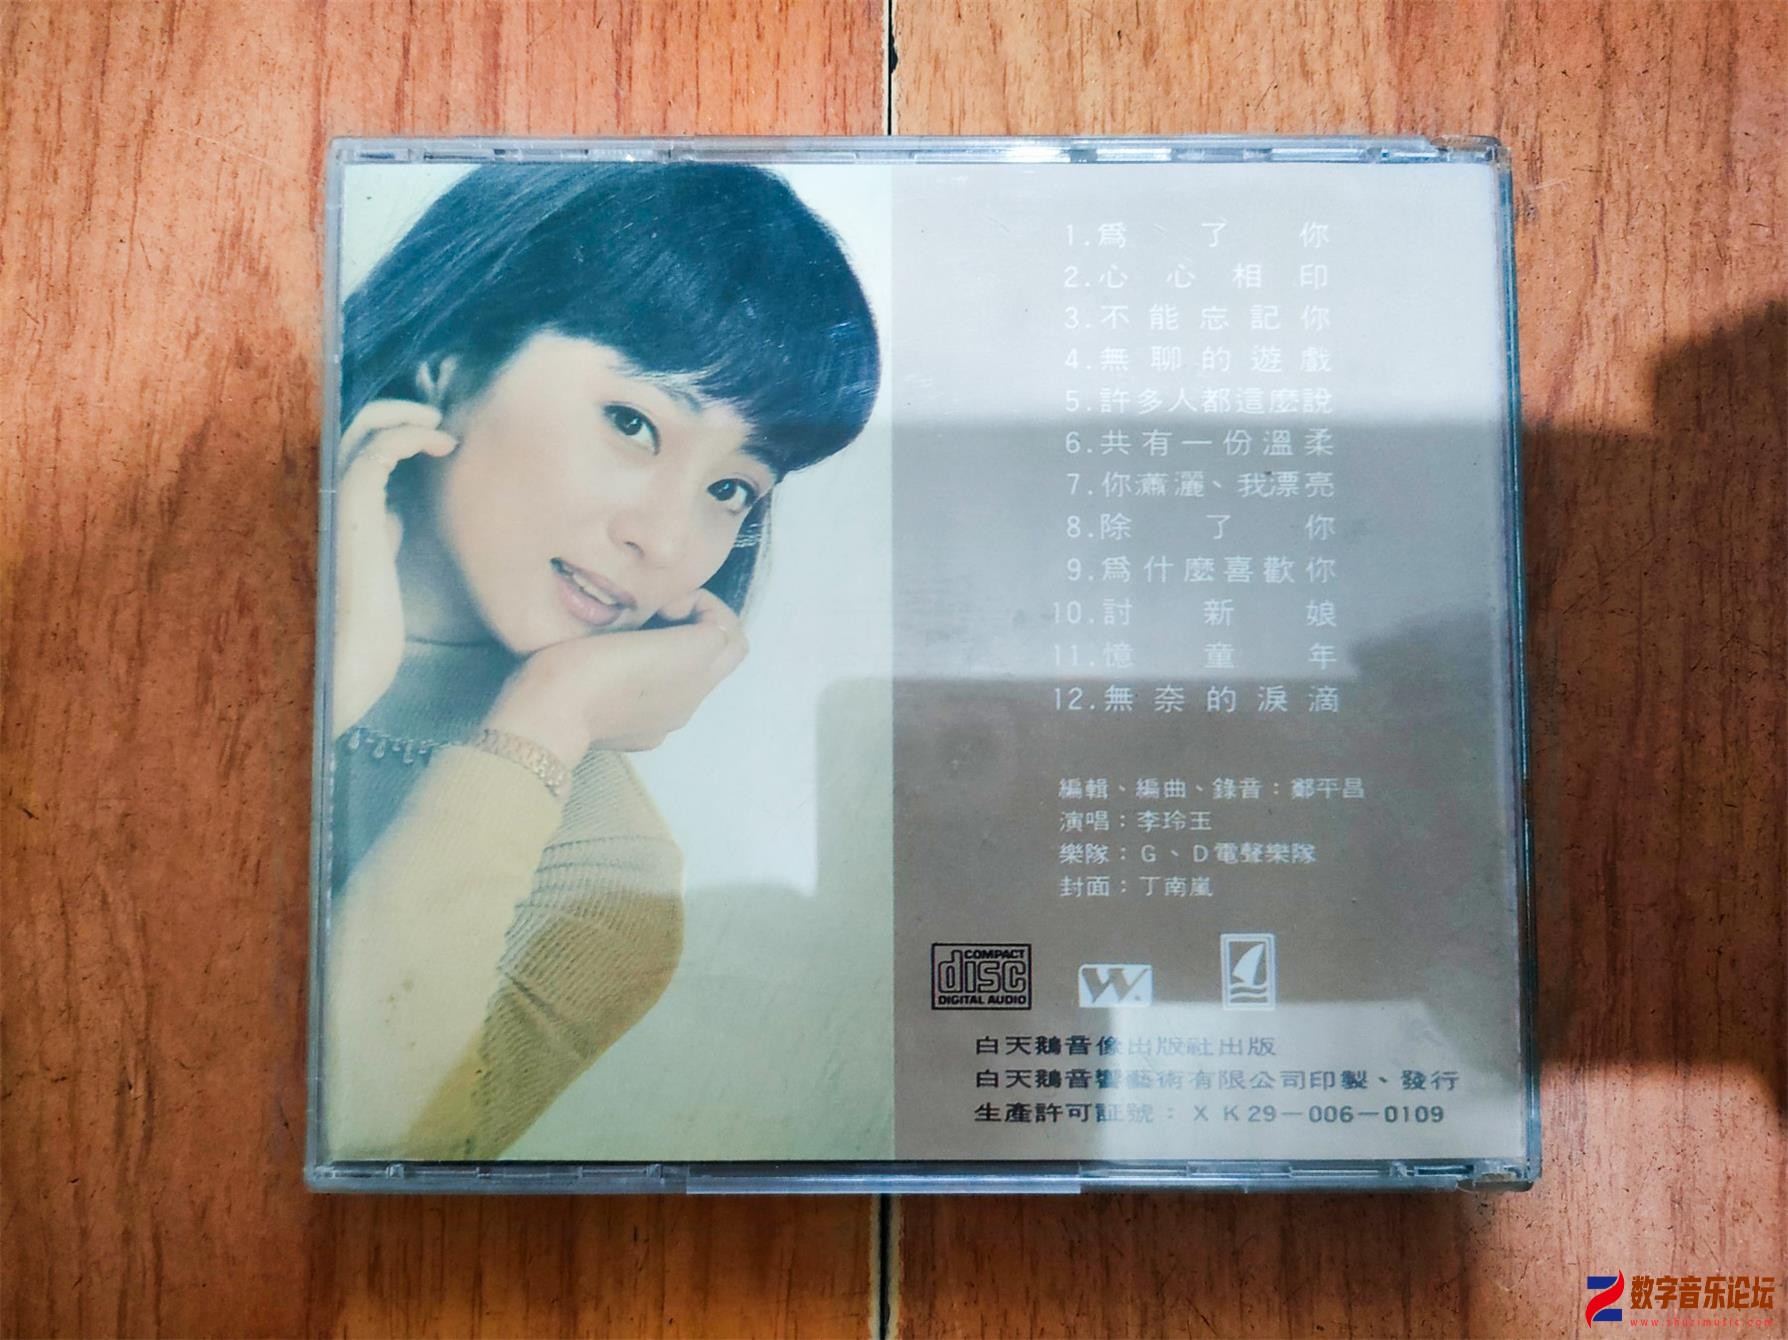 1.為了你
2.心心相印
3.不能忘記你
4.無聊的遊戲
5.許多人都這麼說
6.共有一份溫柔
7.你瀟灑、我漂亮
8.除了你
9.為什麼喜歡你
10.討新娘
11.憶童年
12.無奈的淚滴
編輯、編曲、錄音：鄭平昌
演唱：李玲玉
樂隊：G、D電聲樂隊
封面：丁南嵐
COMPACT
disc
DIGITAL AUDIO
W.
白天鵝音像出版社出版
白天鵝音響藝術有限公司印製、發行
生產許可証號：XK29—006—0109
数字音乐论坛
www.shuzimusic.com